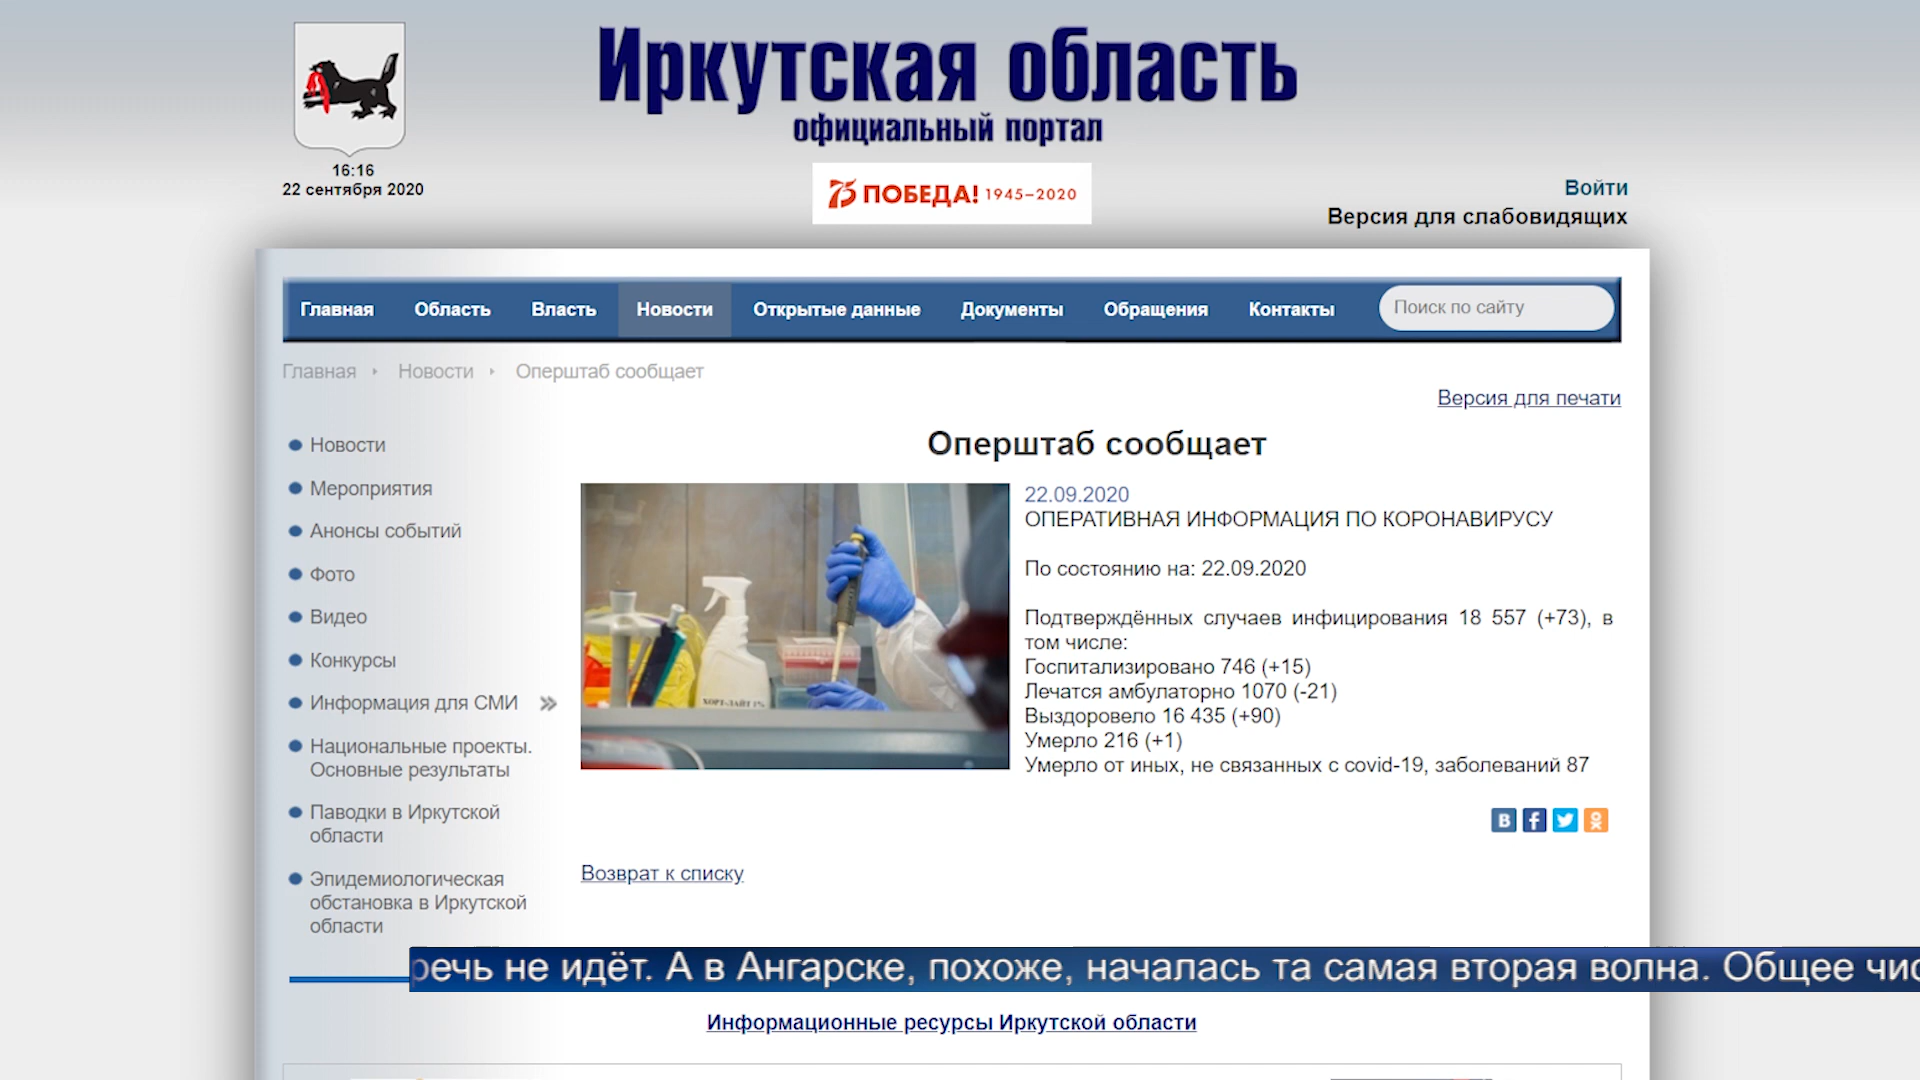 Иркутская область
официальный портал
16:16
22 сентября 2020
75 ПОБЕДА! 1945–2020
Войти
Версия для слабовидящих
Главная Область Власть Новости Открытые данные Документы Обращения Контакты Поиск по сайту
Главная Новости Оперштаб сообщает
Версия для печати
Новости
Мероприятия
Анонсы событий
Фото
Видео
Конкурсы
Информация для СМИ »
Национальные проекты.
Основные результаты
Паводки в Иркутской
области
Эпидемиологическая
обстановка в Иркутской
области
Оперштаб сообщает
22.09.2020
ОПЕРАТИВНАЯ ИНФОРМАЦИЯ ПО КОРОНАВИРУСУ
По состоянию на: 22.09.2020
Подтверждённых случаев инфицирования 18 557 (+73), в
том числе:
Госпитализировано 746 (+15)
Лечатся амбулаторно 1070 (-21)
Выздоровело 16 435 (+90)
Умерло 216 (+1)
Умерло от иных, не связанных с covid-19, заболеваний 87
Возврат к списку
речь не идёт. А в Ангарске, похоже, началась та самая вторая волна. Общее чис
Информационные ресурсы Иркутской области